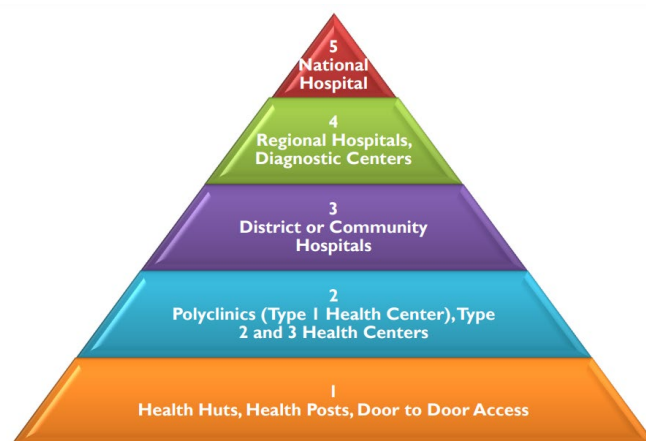 5
National
Hospital
4
Regional Hospitals,
Diagnostic Centers
3
District or Community
Hospitals
2
Polyclinics (Type 1 Health Center), Type
2 and 3 Health Centers
1
Health Huts, Health Posts, Door to Door Access